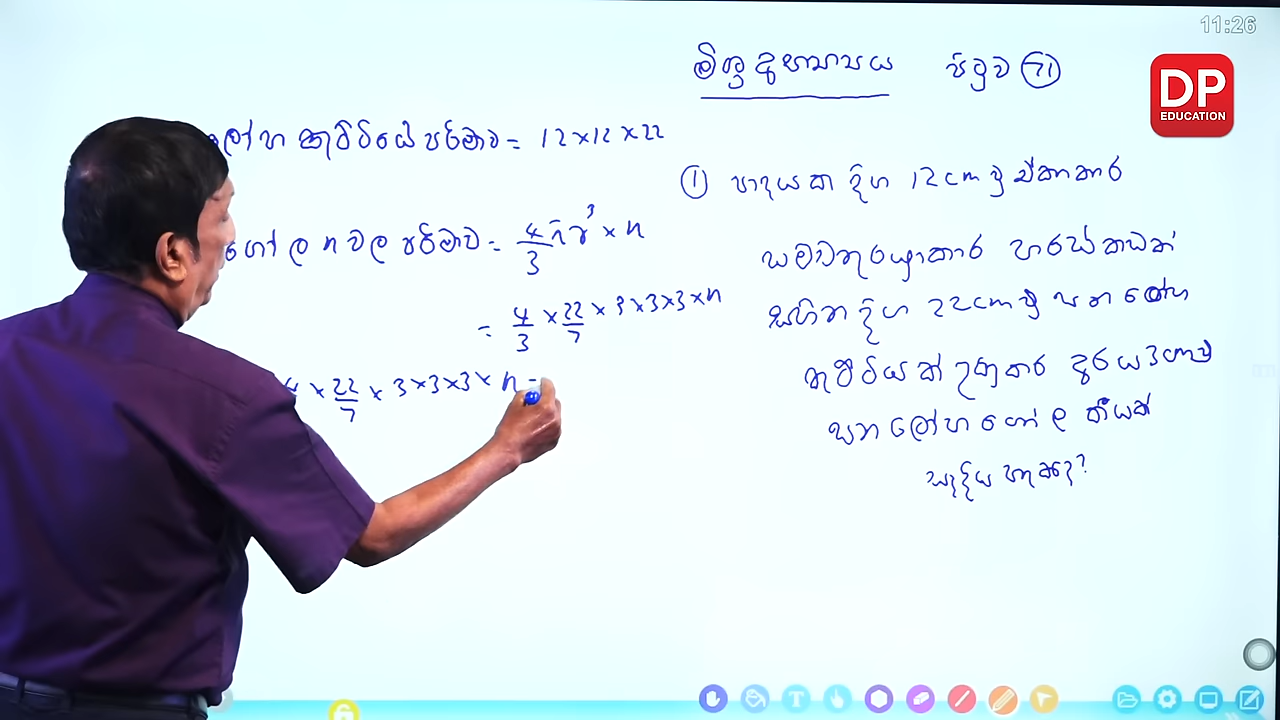 11:26
DP
EDUCATION
මිශ්‍ර අභ්‍යාසය පිටුව 71
ලෝහ කුට්ටියේ පරිමාව = 12×12×22
ගෝල n වල පරිමාව = 4/3 πr³ × n
= 4/3 × 22/7 × 3×3×3×n
× 22/7 × 3×3×3× n =
① පාදයක දිග 12cm වූ ඒකාකාර
සමචතුරස්‍රාකාර හරස්කඩක්
සහිත දිග 22cm වූ ඝන ලෝහ
කුට්ටියක් උණුකර අරය 3cm වූ
ඝන ලෝහ ගෝල කීයක්
සෑදිය හැකිද?